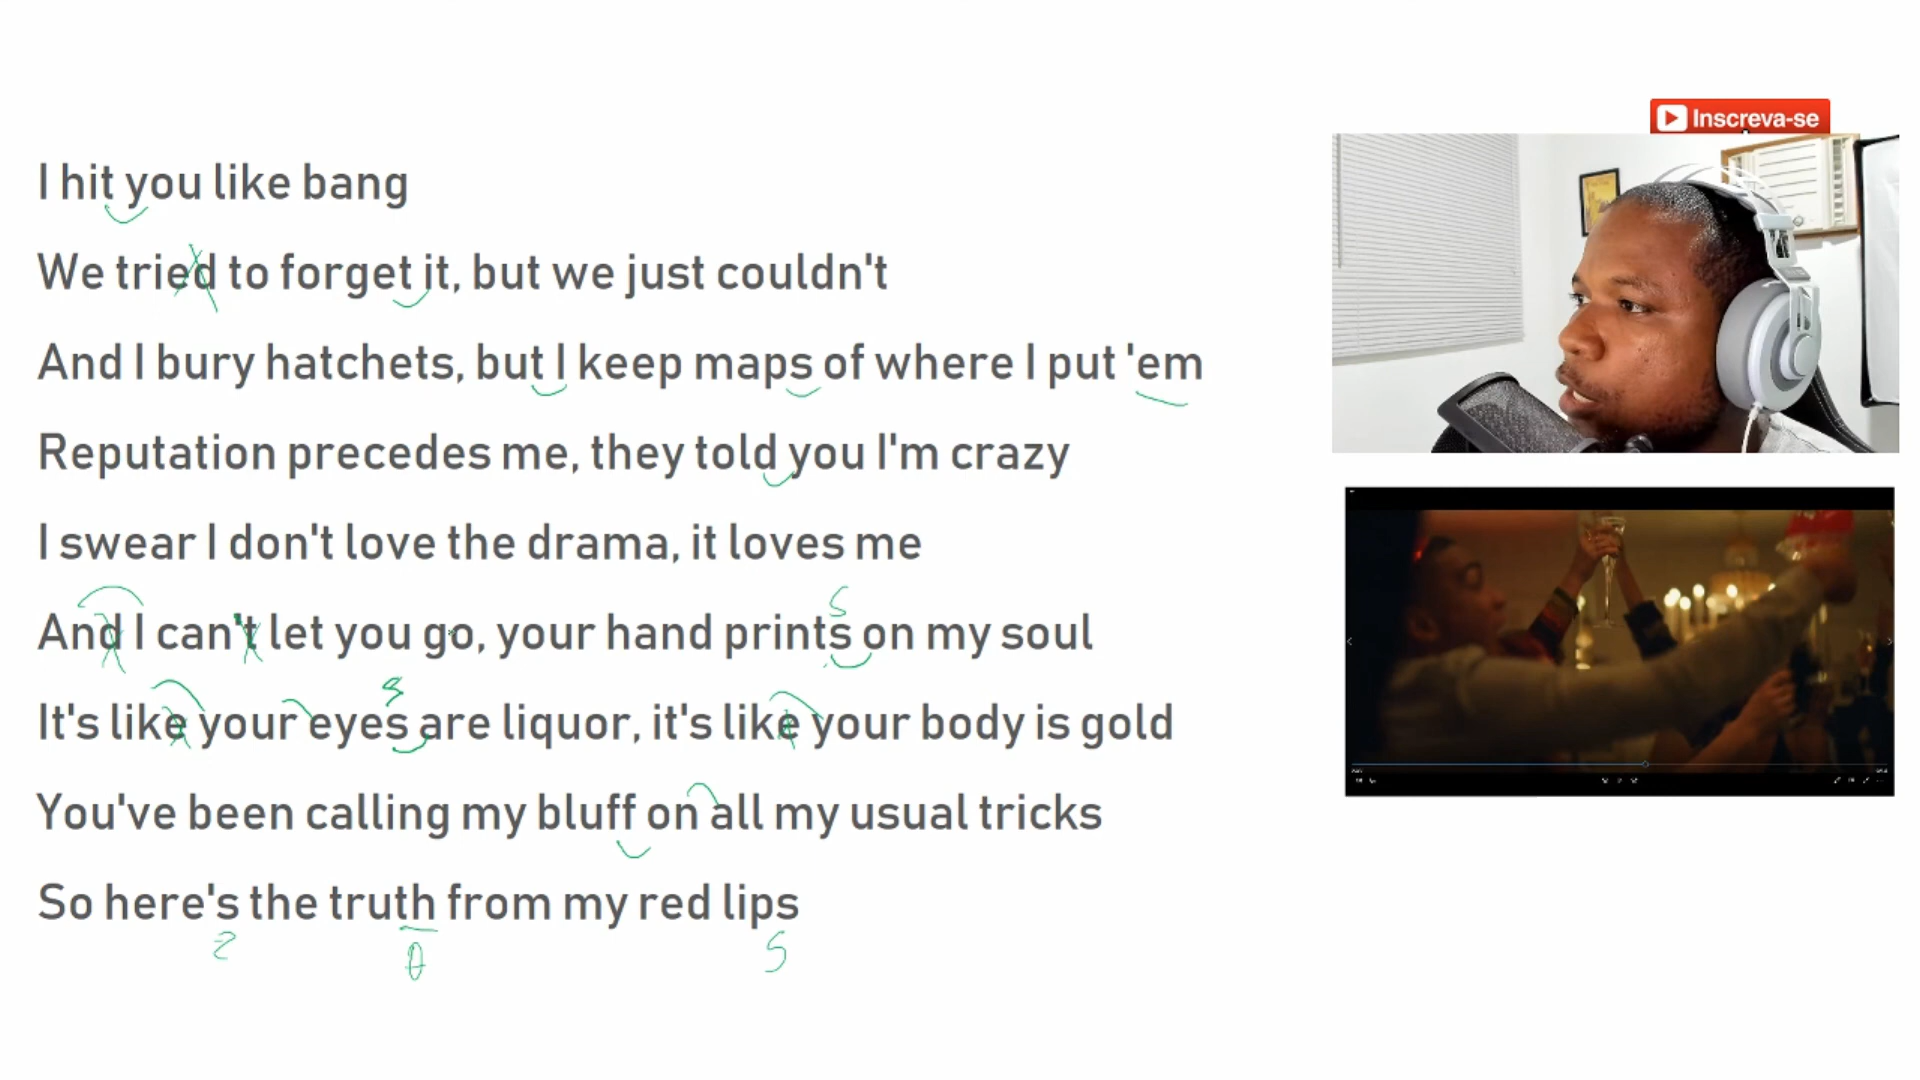 Inscreva-se
I hit you like bang
We tried to forget it, but we just couldn't
And I bury hatchets, but I keep maps of where I put 'em
Reputation precedes me, they told you I'm crazy
I swear I don't love the drama, it loves me
S
And I can't let you go, your hand prints on my soul
It's like your eyes are liquor, it's like your body is gold
You've been calling my bluff on all my usual tricks
So here's the truth from my red lips
θ S